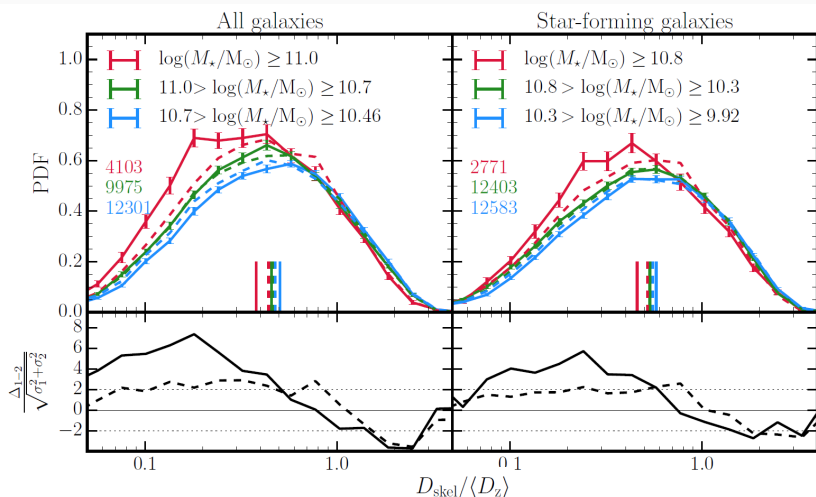 All galaxies
Star-forming galaxies
PDF
1.0
0.8
0.6
0.4
0.2
0.0
log(M⋆/M⊙) ≥ 11.0
11.0 > log(M⋆/M⊙) ≥ 10.7
10.7 > log(M⋆/M⊙) ≥ 10.46
4103
9975
12301
log(M⋆/M⊙) ≥ 10.8
10.8 > log(M⋆/M⊙) ≥ 10.3
10.3 > log(M⋆/M⊙) ≥ 9.92
2771
12403
12583
Δ1−2 / √σ1²+σ2²
8
6
4
2
0
−2
0.1
1.0
0 1
1.0
Dskel/⟨Dz⟩